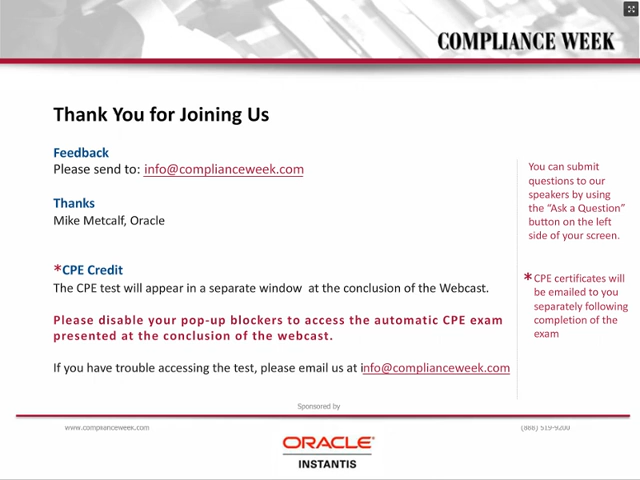 COMPLIANCE WEEK
Thank You for Joining Us
Feedback
Please send to: info@complianceweek.com
Thanks
Mike Metcalf, Oracle
*CPE Credit
The CPE test will appear in a separate window at the conclusion of the Webcast.
Please disable your pop-up blockers to access the automatic CPE exam
presented at the conclusion of the webcast.
If you have trouble accessing the test, please email us at info@complianceweek.com
You can submit
questions to our
speakers by using
the “Ask a Question”
button on the left
side of your screen.
* CPE certificates will
be emailed to you
separately following
completion of the
exam
Sponsored by
www.complianceweek.com
(888) 519-9200
ORACLE
INSTANTIS